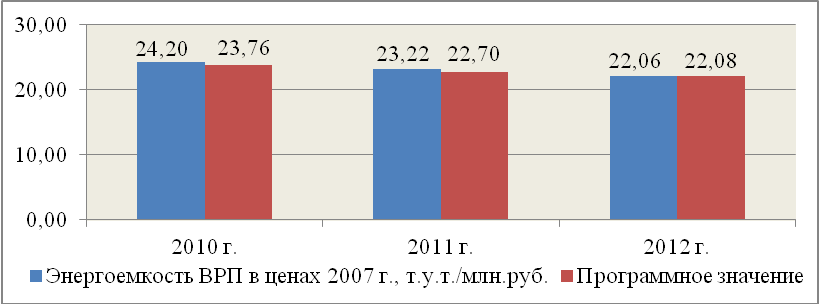 30,00
24,20 23,76 23,22 22,70 22,06 22,08
20,00
10,00
0,00
2010 г. 2011 г. 2012 г.
Энергоемкость ВРП в ценах 2007 г., т.у.т./млн.руб. Программное значение